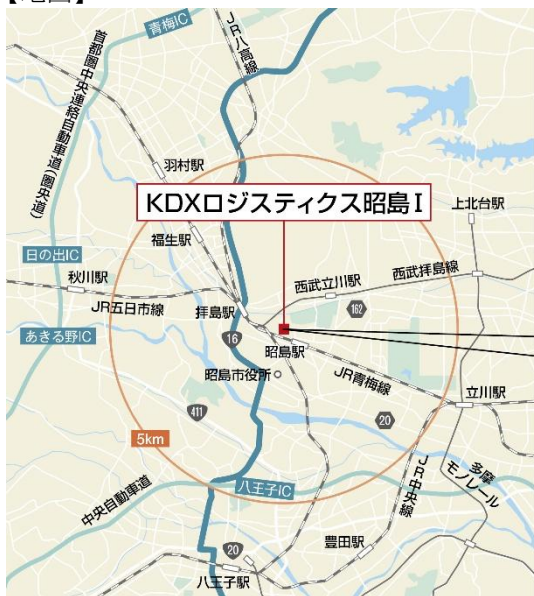 青梅IC
JR八高線
首都圏中央連絡自動車道(圏央道)
羽村駅
KDXロジスティクス昭島Ⅰ
上北台駅
福生駅
日の出IC
秋川駅
西武立川駅
西武拝島線
JR五日市線
拝島駅
162
あきる野IC
16
昭島駅
昭島市役所
JR青梅線
立川駅
411
20
5km
八王子IC
多摩
モノレール
中央自動車道
JR中央線
豊田駅
20
八王子駅